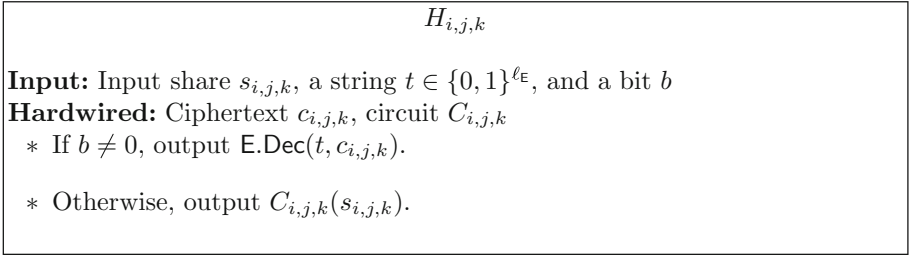 H_{i,j,k}
Input: Input share s_{i,j,k}, a string t ∈ {0, 1}^{ℓ_E}, and a bit b
Hardwired: Ciphertext c_{i,j,k}, circuit C_{i,j,k}
∗ If b ≠ 0, output E.Dec(t, c_{i,j,k}).
∗ Otherwise, output C_{i,j,k}(s_{i,j,k}).